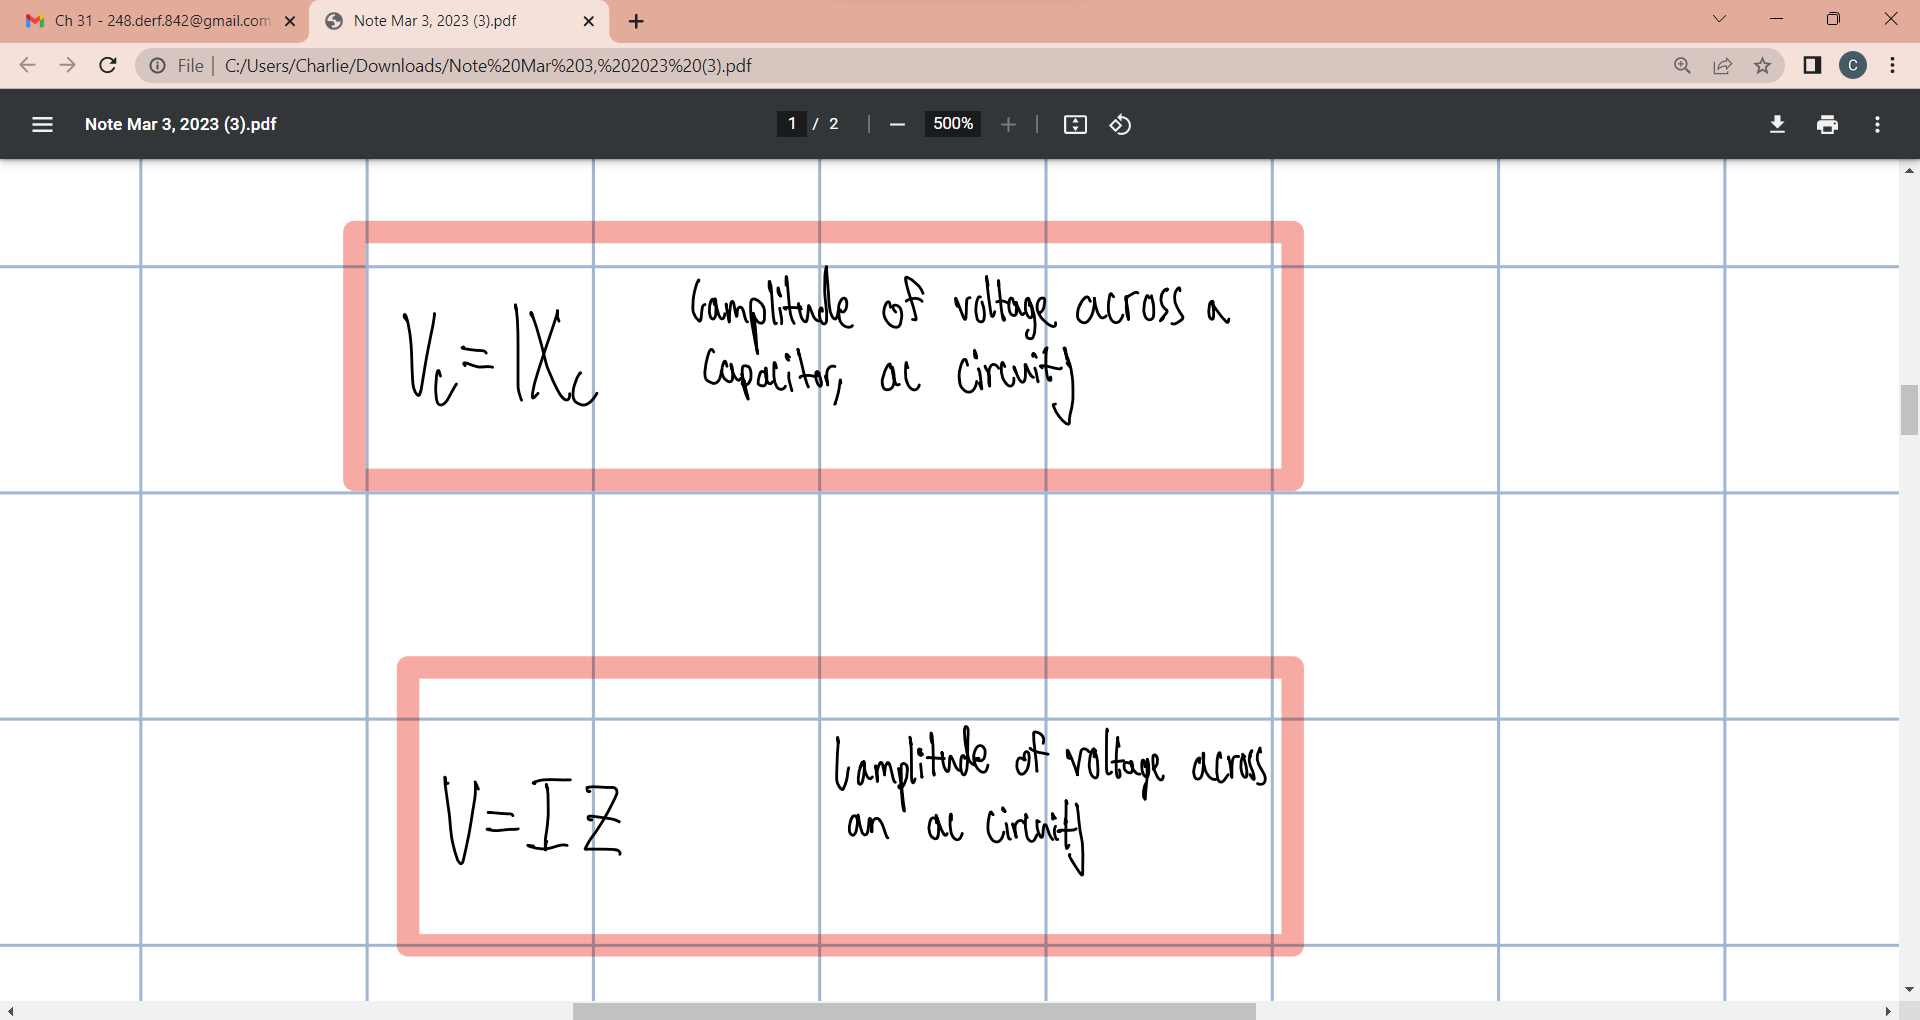 Ch 31 - 248.derf.842@gmail.com
Note Mar 3, 2023 (3).pdf
File
C:/Users/Charlie/Downloads/Note%20Mar%203,%202023%20(3).pdf
C
Note Mar 3, 2023 (3).pdf
1 / 2
500%
V_C = IX_C
(amplitude of voltage across a
capacitor, ac circuit)
V = IZ
(amplitude of voltage across
an ac circuit)